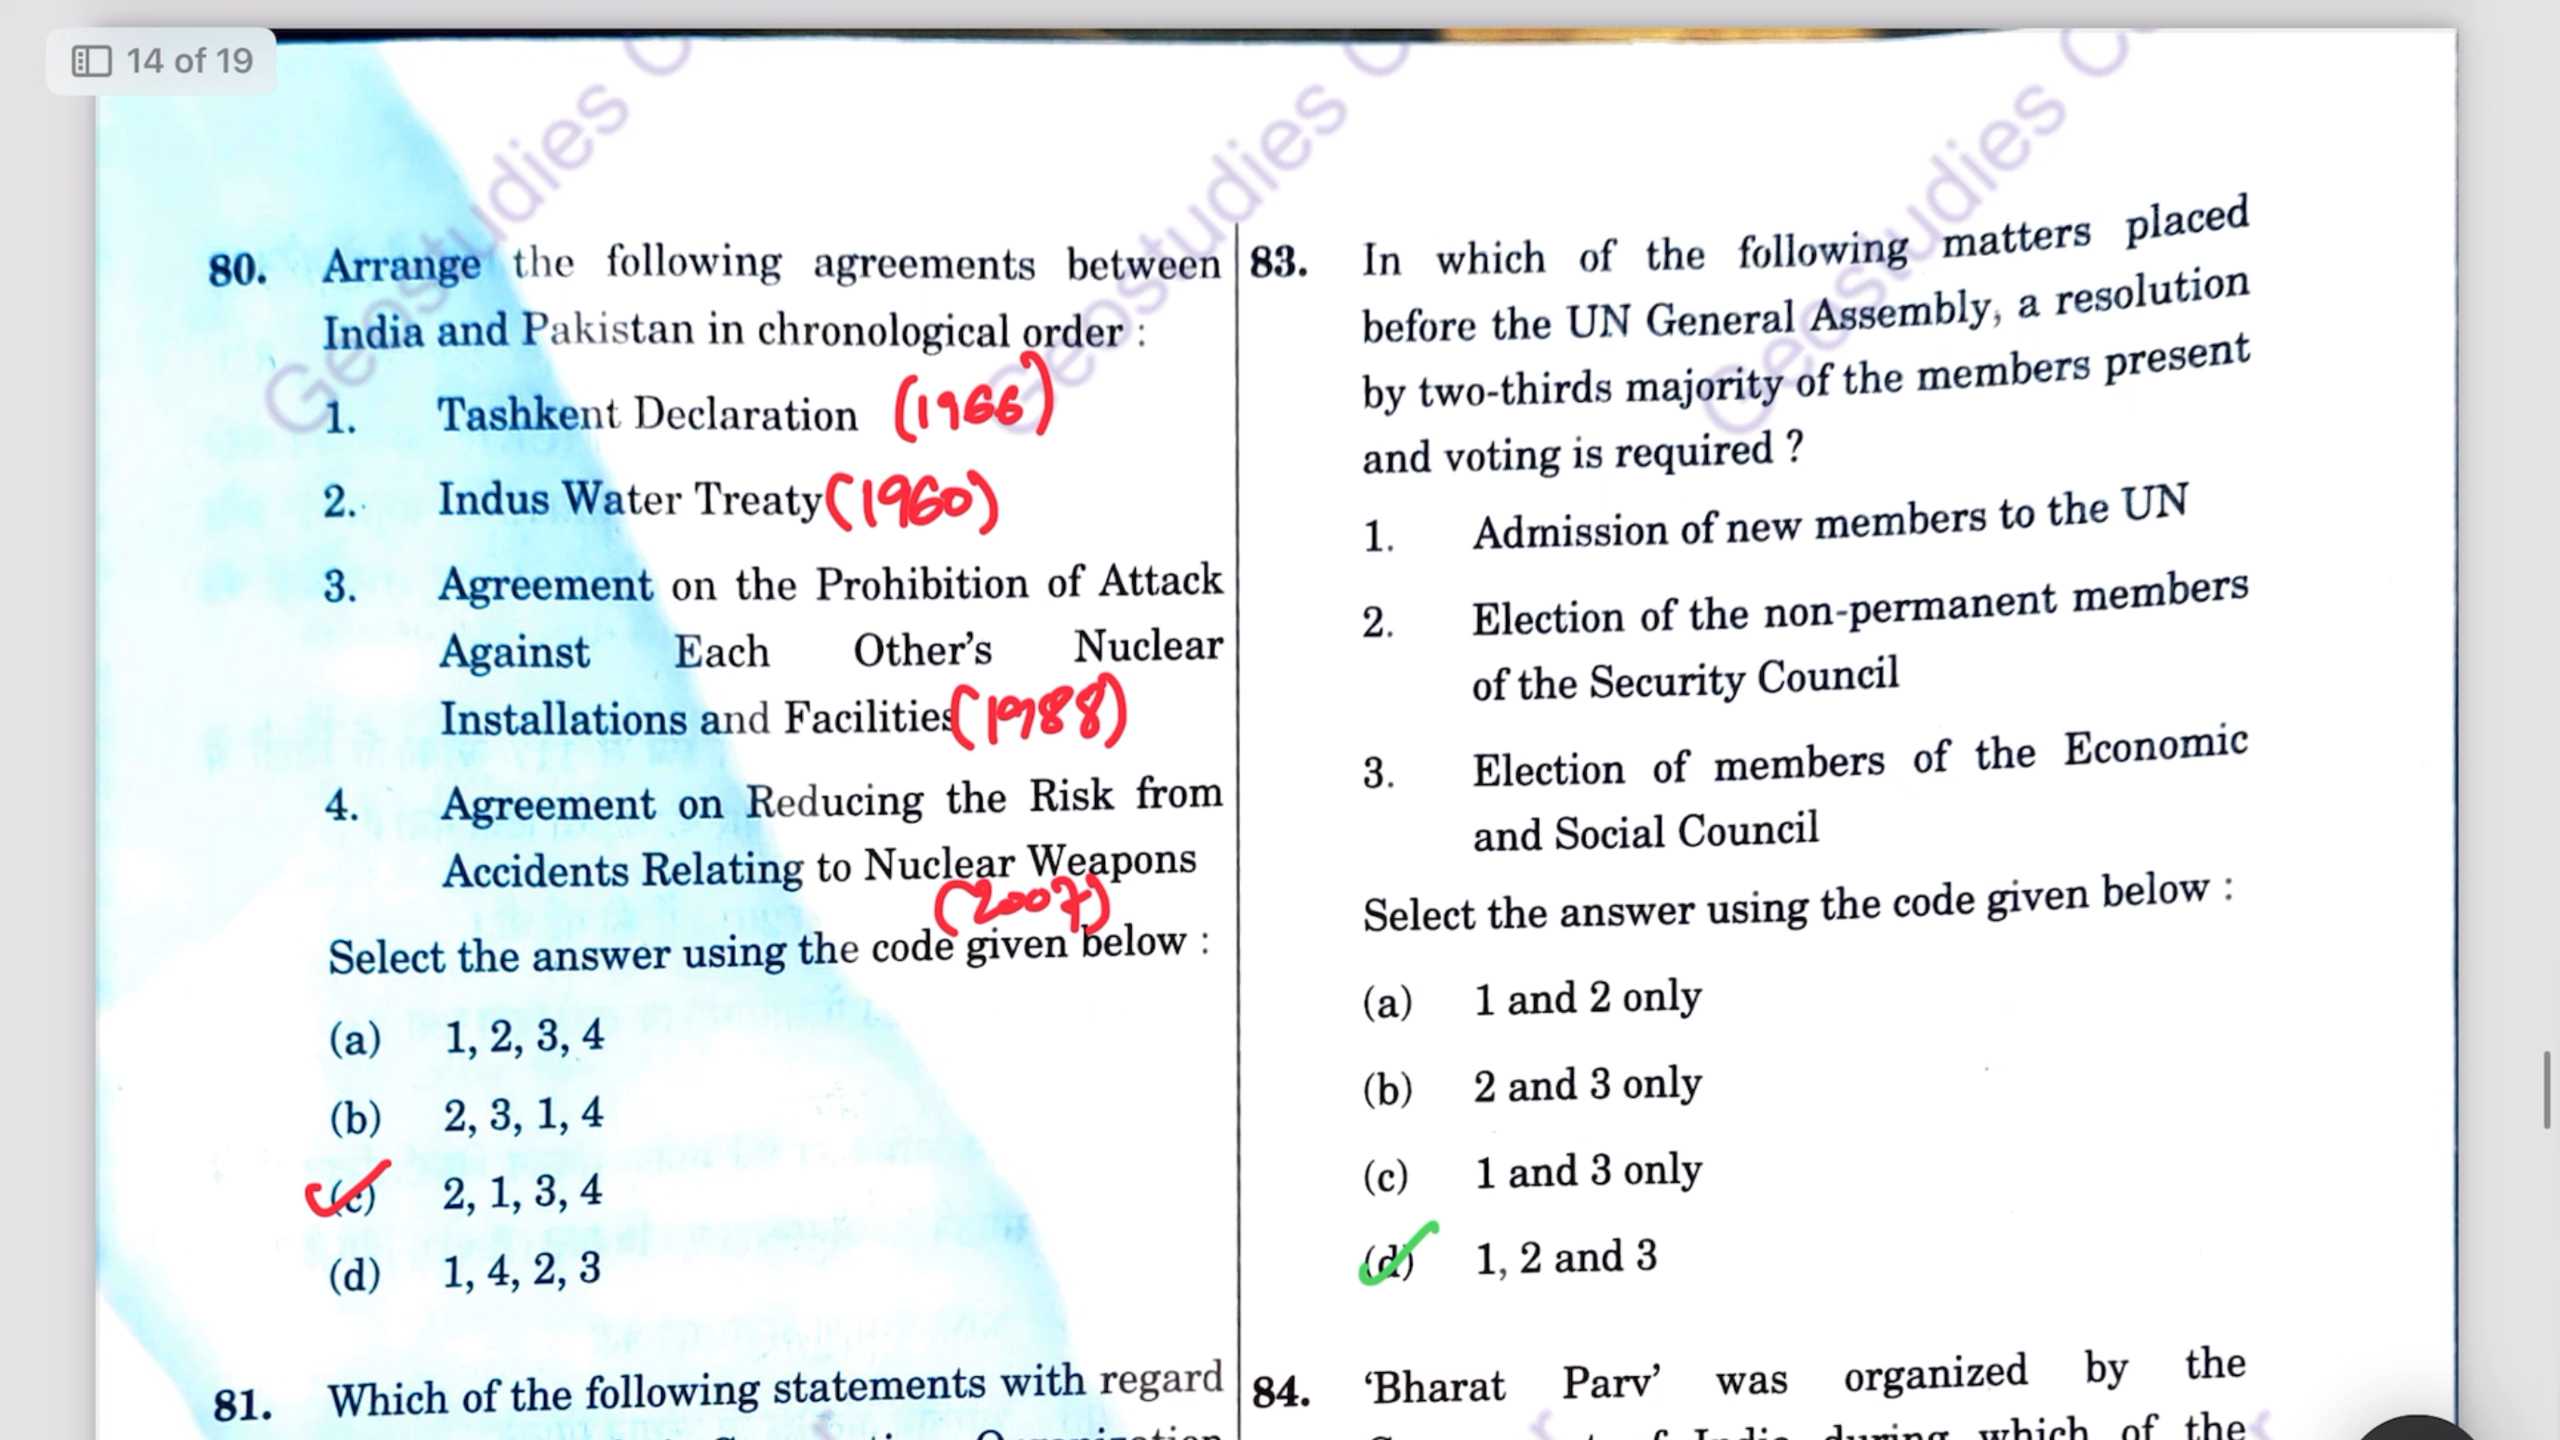 14 of 19
80. Arrange the following agreements between
India and Pakistan in chronological order :
1. Tashkent Declaration (1966)
2. Indus Water Treaty (1960)
3. Agreement on the Prohibition of Attack
Against Each Other's Nuclear
Installations and Facilities (1988)
4. Agreement on Reducing the Risk from
Accidents Relating to Nuclear Weapons
(2007)
Select the answer using the code given below :
(a) 1, 2, 3, 4
(b) 2, 3, 1, 4
(c) 2, 1, 3, 4
(d) 1, 4, 2, 3
81. Which of the following statements with regard
83. In which of the following matters placed
before the UN General Assembly, a resolution
by two-thirds majority of the members present
and voting is required ?
1. Admission of new members to the UN
2. Election of the non-permanent members
of the Security Council
3. Election of members of the Economic
and Social Council
Select the answer using the code given below :
(a) 1 and 2 only
(b) 2 and 3 only
(c) 1 and 3 only
(d) 1, 2 and 3
84. 'Bharat Parv' was organized by the
during which of the
Geostudies
Geostudies
Geostudies